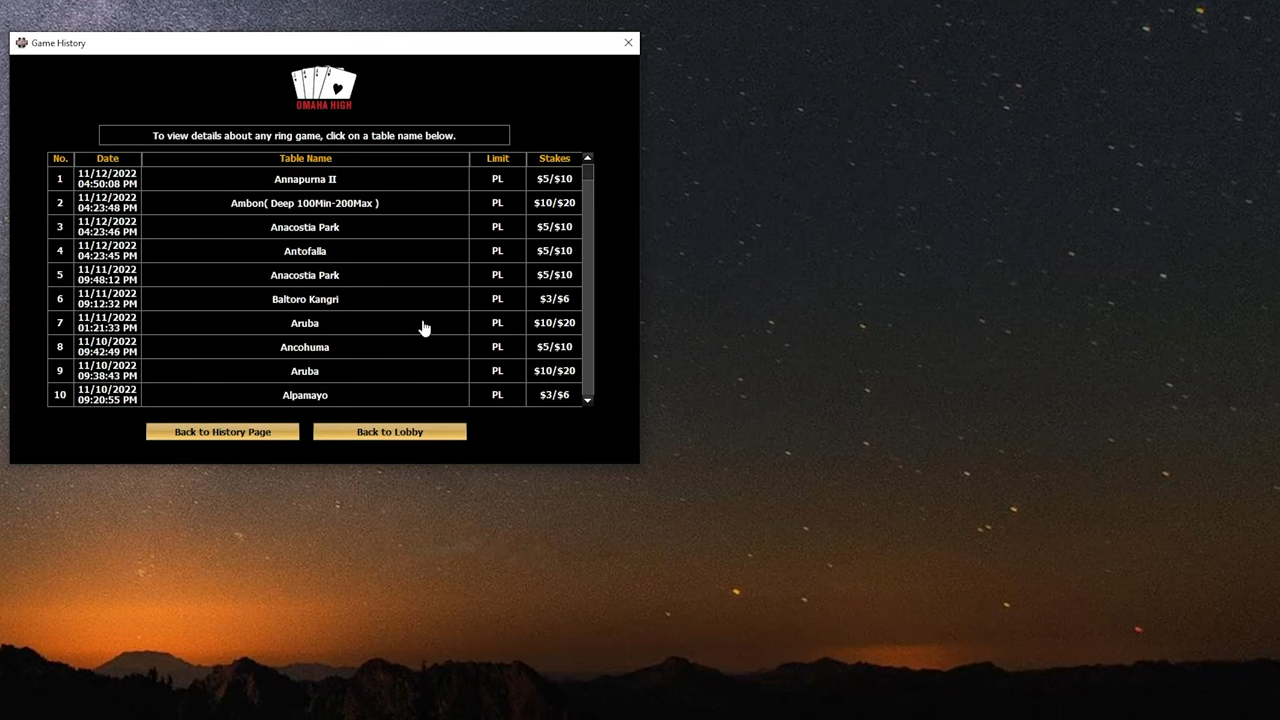 Game History
OMAHA HIGH
To view details about any ring game, click on a table name below.
No. Date Table Name Limit Stakes
1 11/12/2022 04:50:08 PM Annapurna II PL $5/$10
2 11/12/2022 04:23:48 PM Ambon( Deep 100Min-200Max ) PL $10/$20
3 11/12/2022 04:23:46 PM Anacostia Park PL $5/$10
4 11/12/2022 04:23:45 PM Antofalla PL $5/$10
5 11/11/2022 09:48:12 PM Anacostia Park PL $5/$10
6 11/11/2022 09:12:32 PM Baltoro Kangri PL $3/$6
7 11/11/2022 01:21:33 PM Aruba PL $10/$20
8 11/10/2022 09:42:49 PM Ancohuma PL $5/$10
9 11/10/2022 09:38:43 PM Aruba PL $10/$20
10 11/10/2022 09:20:55 PM Alpamayo PL $3/$6
Back to History Page Back to Lobby